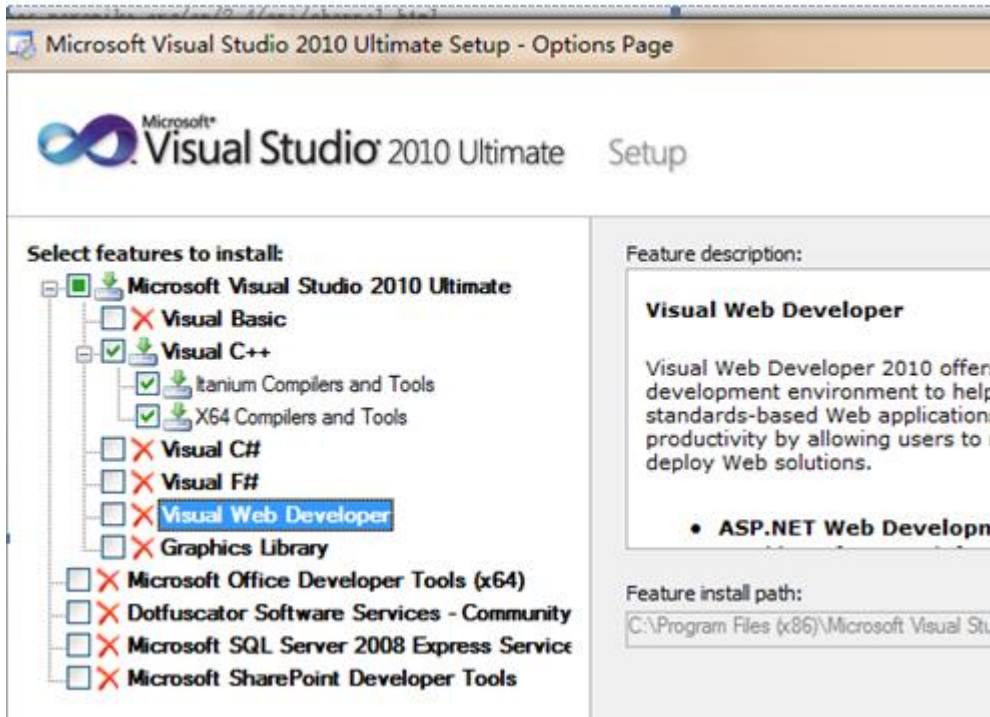 Microsoft Visual Studio 2010 Ultimate Setup - Options Page
Microsoft®
Visual Studio® 2010 Ultimate Setup
Select features to install:
Microsoft Visual Studio 2010 Ultimate
Visual Basic
Visual C++
Itanium Compilers and Tools
X64 Compilers and Tools
Visual C#
Visual F#
Visual Web Developer
Graphics Library
Microsoft Office Developer Tools (x64)
Dotfuscator Software Services - Community
Microsoft SQL Server 2008 Express Service
Microsoft SharePoint Developer Tools
Feature description:
Visual Web Developer
Visual Web Developer 2010 offers
development environment to help
standards-based Web applications
productivity by allowing users to
deploy Web solutions.
• ASP.NET Web Developm
Feature install path:
C:\Program Files (x86)\Microsoft Visual Stu